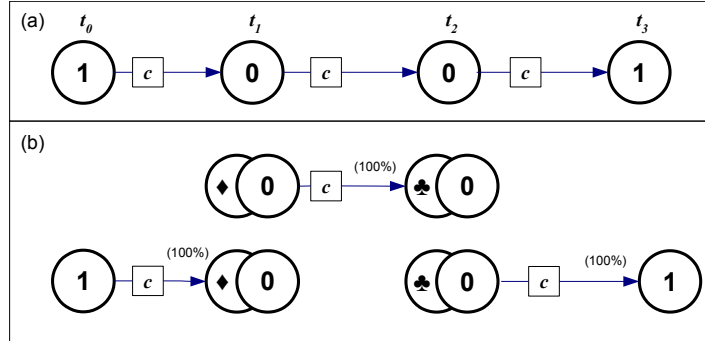 (a) t0 t1 t2 t3
1 c 0 c 0 c 1
(b)
♦ 0 c (100%) ♣ 0
1 c (100%) ♦ 0 ♣ 0 c (100%) 1